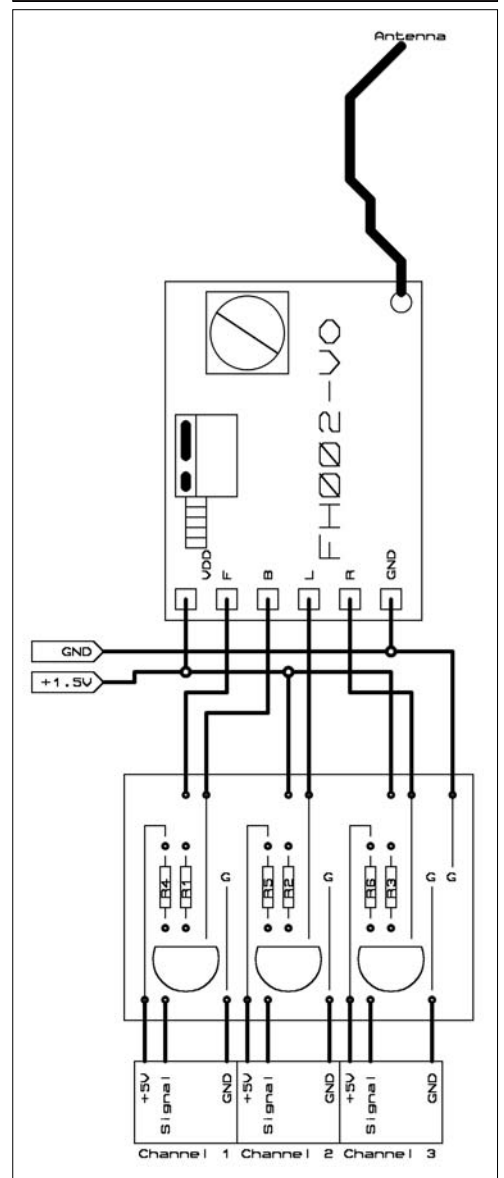 Antenna
FH002-VO
VDD
F
B
L
R
GND
GND
+1.5V
R4
R1
G
R5
R2
G
R6
R3
G
G
+5V
Signal
GND
+5V
Signal
GND
+5V
Signal
GND
Channel 1
Channel 2
Channel 3